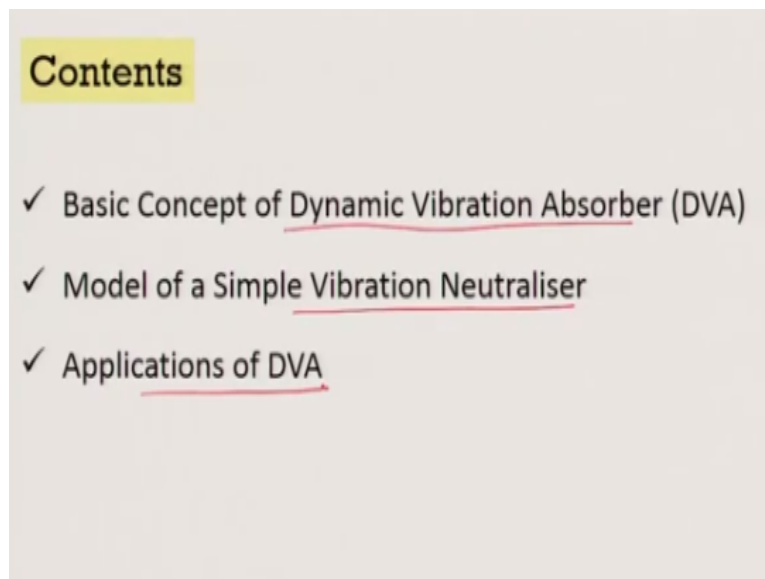 Contents
✓ Basic Concept of Dynamic Vibration Absorber (DVA)
✓ Model of a Simple Vibration Neutraliser
✓ Applications of DVA